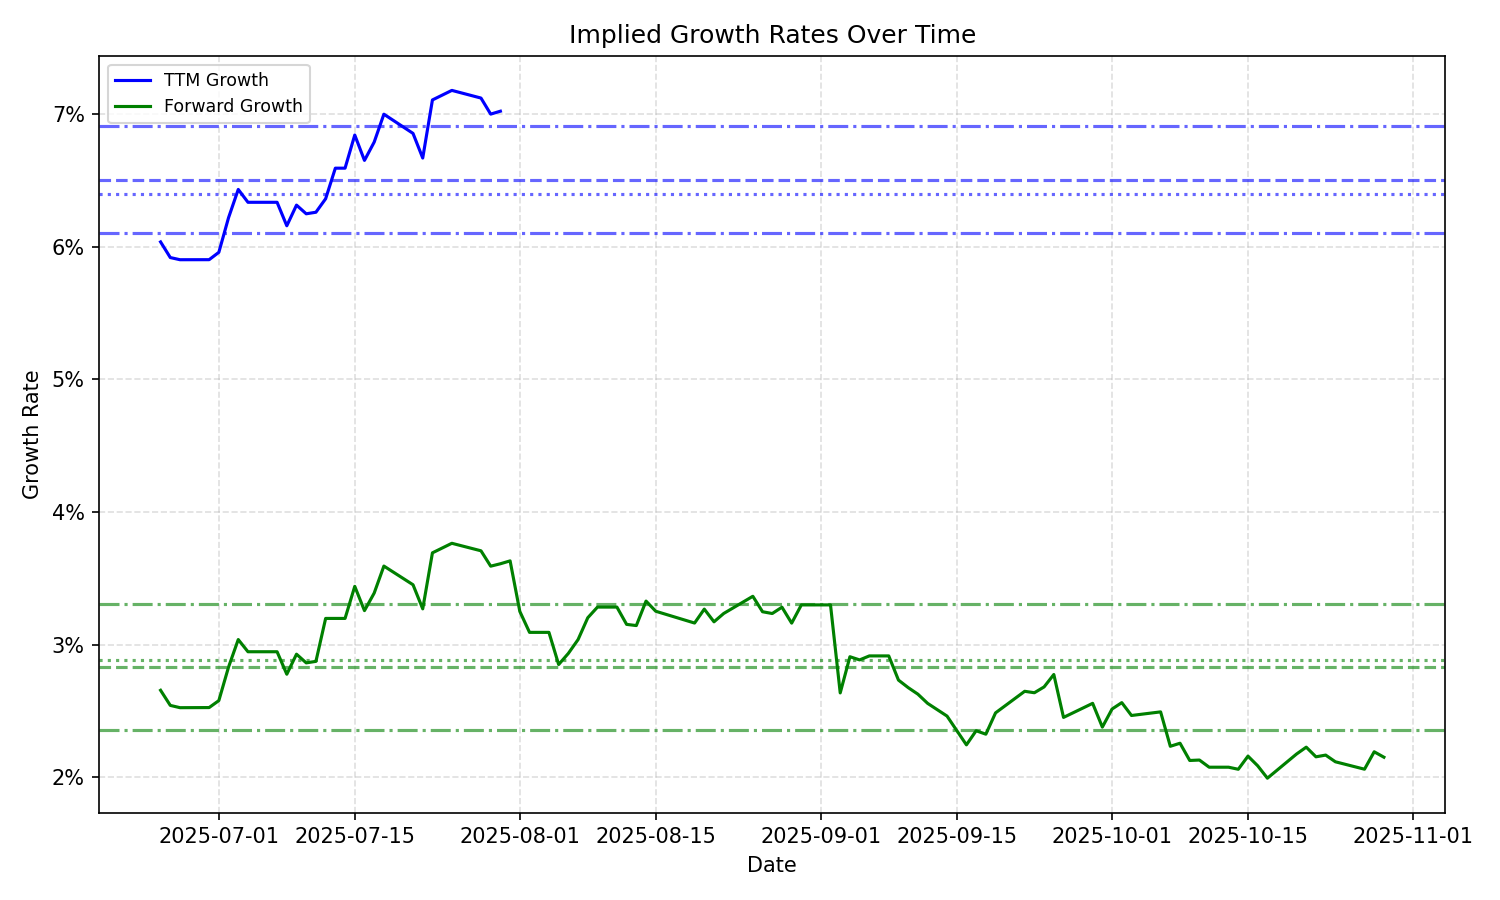 Implied Growth Rates Over Time
TTM Growth
Forward Growth
7%
6%
5%
4%
3%
2%
Growth Rate
2025-07-01 2025-07-15 2025-08-01 2025-08-15 2025-09-01 2025-09-15 2025-10-01 2025-10-15 2025-11-01
Date